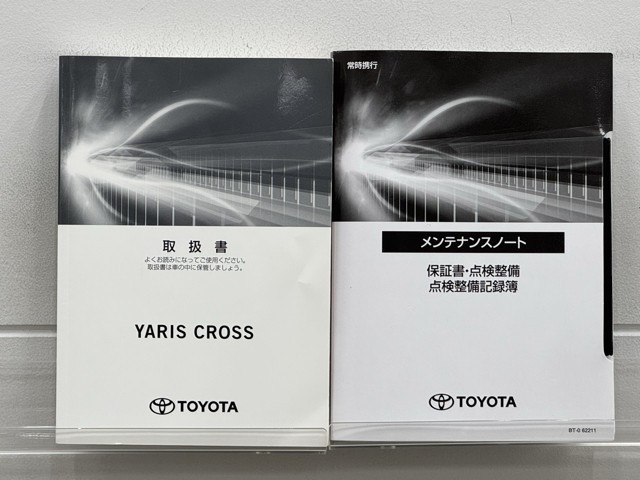 取扱書
よくお読みになってご使用ください。
取扱書は車の中に保管しましょう。
YARIS CROSS
TOYOTA
常時携行
メンテナンスノート
保証書・点検整備
点検整備記録簿
TOYOTA
BT-0 62211